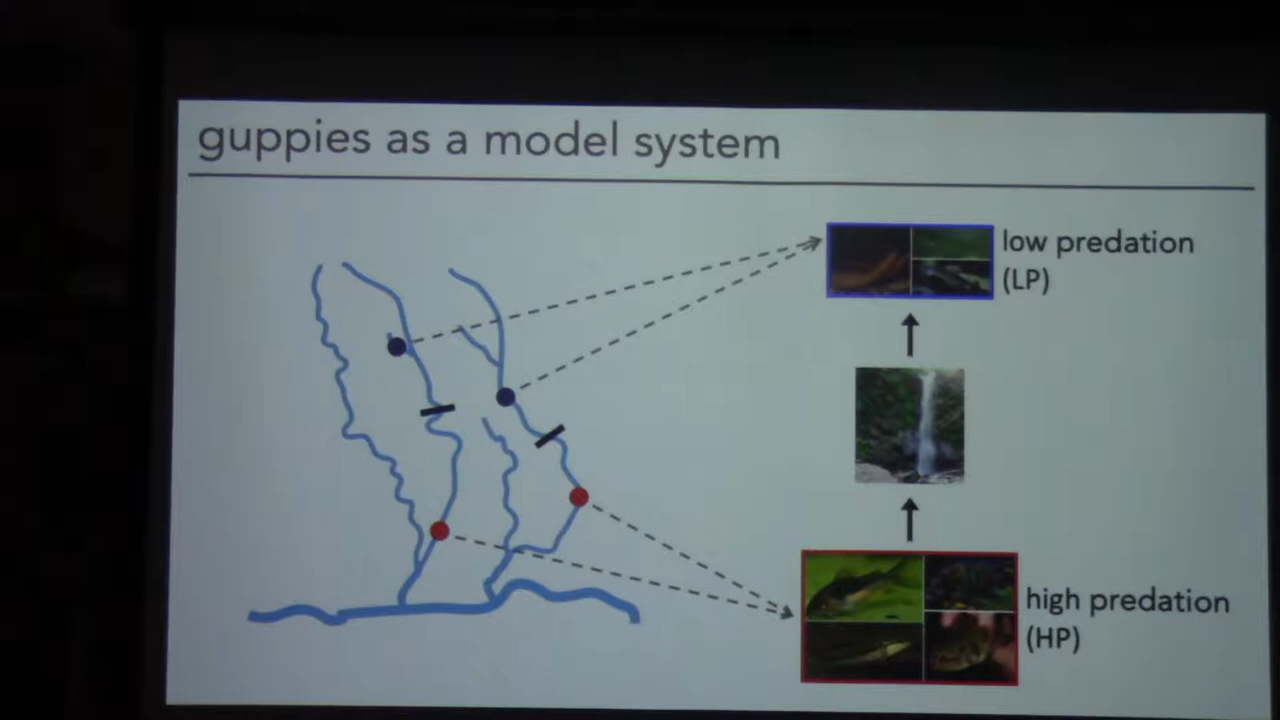 guppies as a model system
low predation
(LP)
high predation
(HP)